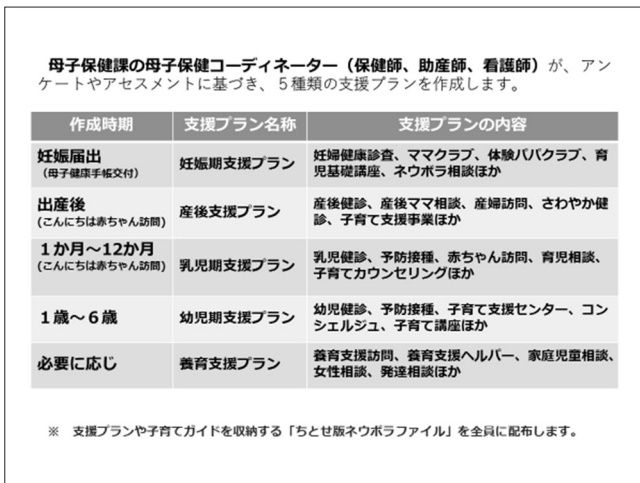 母子保健課の母子保健コーディネーター（保健師、助産師、看護師）が、アン
ケートやアセスメントに基づき、５種類の支援プランを作成します。
作成時期 支援プラン名称 支援プランの内容
妊娠届出
（母子健康手帳交付）
妊娠期支援プラン
妊婦健康診査、ママクラブ、体験パパクラブ、育
児基礎講座、ネウボラ相談ほか
出産後
(こんにちは赤ちゃん訪問)
産後支援プラン
産後健診、産後ママ相談、産婦訪問、さわやか健
診、子育て支援事業ほか
１か月～12か月
(こんにちは赤ちゃん訪問)
乳児期支援プラン
乳児健診、予防接種、赤ちゃん訪問、育児相談、
子育てカウンセリングほか
１歳～６歳
幼児期支援プラン
幼児健診、予防接種、子育て支援センター、コン
シェルジュ、子育て講座ほか
必要に応じ
養育支援プラン
養育支援訪問、養育支援ヘルパー、家庭児童相談、
女性相談、発達相談ほか
※　支援プランや子育てガイドを収納する「ちとせ版ネウボラファイル」を全員に配布します。